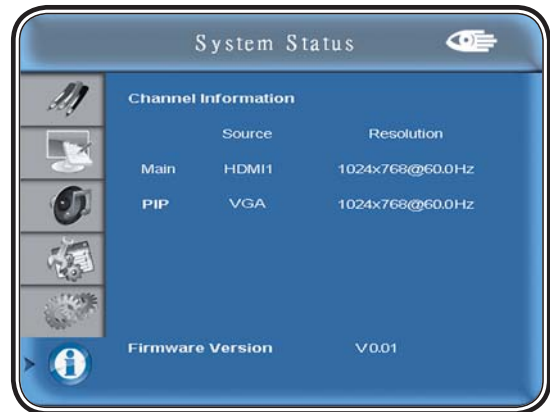 System Status
Channel Information
Source Resolution
Main HDMI1 1024x768@60.0Hz
PIP VGA 1024x768@60.0Hz
Firmware Version V0.01